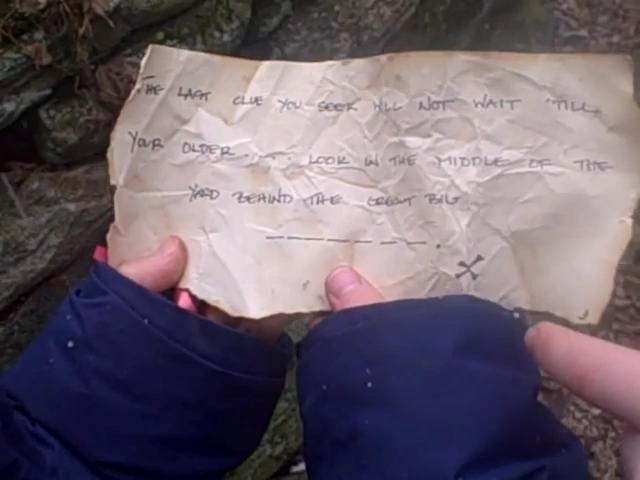 THE LAST CLUE YOU SEEK WILL NOT WAIT 'TILL
YOUR OLDER..... LOOK IN THE MIDDLE OF THE
YARD BEHIND THE GREAT BIG
_ _ _ _ _ _ _.
X